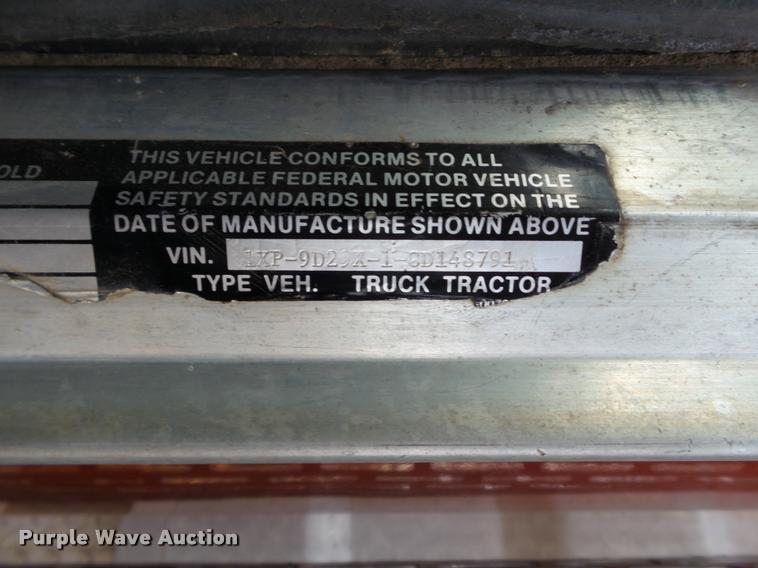 OLD
THIS VEHICLE CONFORMS TO ALL
APPLICABLE FEDERAL MOTOR VEHICLE
SAFETY STANDARDS IN EFFECT ON THE
DATE OF MANUFACTURE SHOWN ABOVE
VIN. 1XP-9D29X-1-GD148791
TYPE VEH. TRUCK TRACTOR
Purple Wave Auction